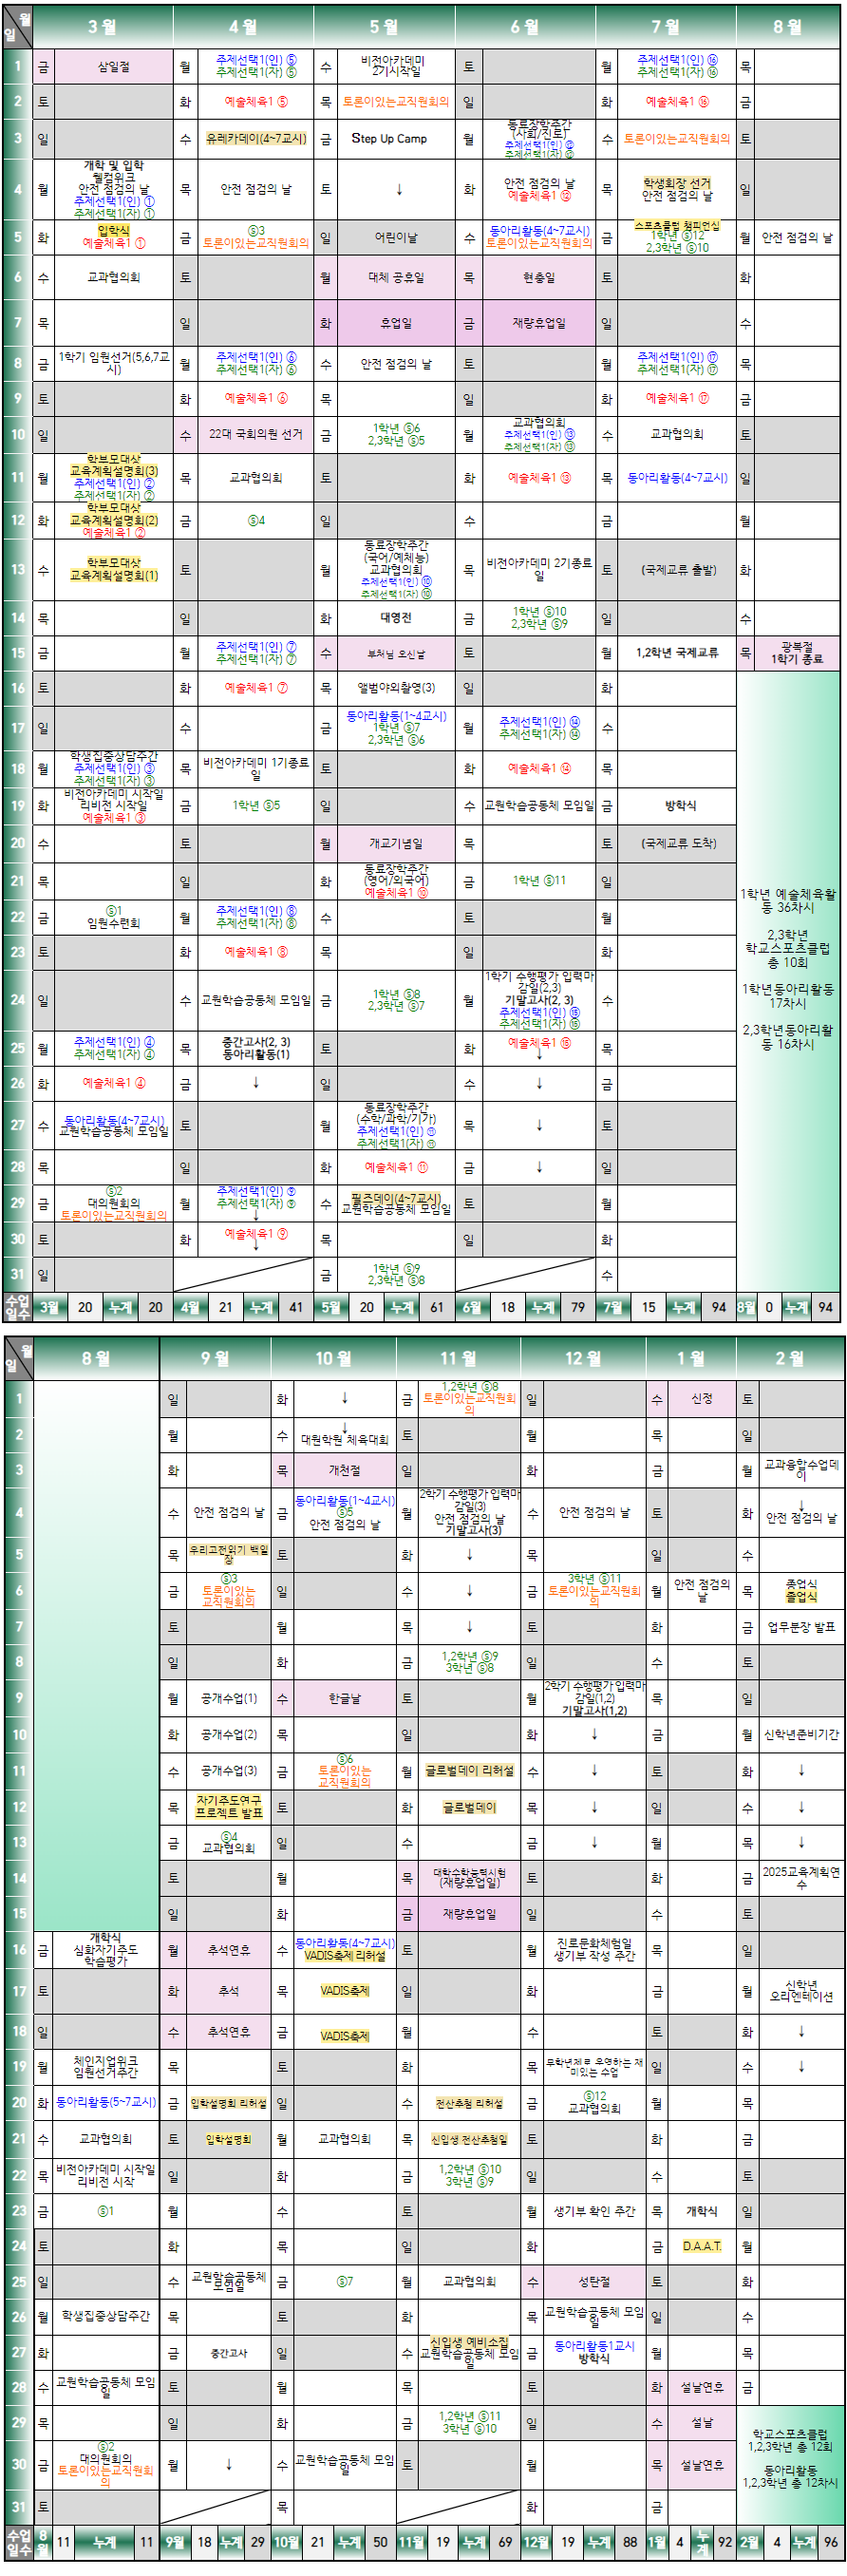 월 일 3월 4월 5월 6월 7월 8월
1 금 삼일절 월 주제선택1(인) ⑤ 주제선택1(자) ⑤ 수 비전아카데미 2기시작일 토 월 주제선택1(인) ⑯ 주제선택1(자) ⑯ 목
2 토 화 예술체육1 ⑤ 목 토론이있는교직원회의 일 화 예술체육1 ⑯ 금
3 일 수 유레카데이(4~7교시) 금 Step Up Camp 월 동료장학주간 (사회/진로) 주제선택1(인) ⑫ 주제선택1(자) ⑫ 수 토론이있는교직원회의 토
4 월 개학 및 입학 웰컴위크 안전 점검의 날 주제선택1(인) ① 주제선택1(자) ① 목 안전 점검의 날 토 ↓ 화 안전 점검의 날 예술체육1 ⑫ 목 학생회장 선거 안전 점검의 날 일
5 화 입학식 예술체육1 ① 금 ⓢ3 토론이있는교직원회의 일 어린이날 수 동아리활동(4~7교시) 토론이있는교직원회의 금 스포츠클럽 챔피언십 1학년 ⓢ12 2,3학년 ⓢ10 월 안전 점검의 날
6 수 교과협의회 토 월 대체 공휴일 목 현충일 토 화
7 목 일 화 휴업일 금 재량휴업일 일 수
8 금 1학기 임원선거(5,6,7교시) 월 주제선택1(인) ⑥ 주제선택1(자) ⑥ 수 안전 점검의 날 토 월 주제선택1(인) ⑰ 주제선택1(자) ⑰ 목
9 토 화 예술체육1 ⑥ 목 일 화 예술체육1 ⑰ 금
10 일 수 22대 국회의원 선거 금 1학년 ⓢ6 2,3학년 ⓢ5 월 교과협의회 주제선택1(인) ⑬ 주제선택1(자) ⑬ 수 교과협의회 토
11 월 학부모대상 교육계획설명회(3) 주제선택1(인) ② 주제선택1(자) ② 목 교과협의회 토 화 예술체육1 ⑬ 목 동아리활동(4~7교시) 일
12 화 학부모대상 교육계획설명회(2) 예술체육1 ② 금 ⓢ4 일 수 금 월
13 수 학부모대상 교육계획설명회(1) 토 월 동료장학주간 (국어/예체능) 교과협의회 주제선택1(인) ⑩ 주제선택1(자) ⑩ 목 비전아카데미 2기종료일 토 (국제교류 출발) 화
14 목 일 화 대영전 금 1학년 ⓢ10 2,3학년 ⓢ9 일 수
15 금 월 주제선택1(인) ⑦ 주제선택1(자) ⑦ 수 부처님 오신날 토 월 1,2학년 국제교류 목 광복절 1학기 종료
16 토 화 예술체육1 ⑦ 목 앨범야외촬영(3) 일 화
17 일 수 금 동아리활동(1~4교시) 1학년 ⓢ7 2,3학년 ⓢ6 월 주제선택1(인) ⑭ 주제선택1(자) ⑭ 수
18 월 학생집중상담주간 주제선택1(인) ③ 주제선택1(자) ③ 목 비전아카데미 1기종료일 토 화 예술체육1 ⑭ 목
19 화 비전아카데미 시작일 리비전 시작일 예술체육1 ③ 금 1학년 ⓢ5 일 수 교원학습공동체 모임일 금 방학식
20 수 토 월 개교기념일 목 토 (국제교류 도착)
21 목 일 화 동료장학주간 (영어/외국어) 예술체육1 ⑩ 금 1학년 ⓢ11 일
22 금 ⓢ1 임원수련회 월 주제선택1(인) ⑧ 주제선택1(자) ⑧ 수 토 월
23 토 화 예술체육1 ⑧ 목 일 화
24 일 수 교원학습공동체 모임일 금 1학년 ⓢ8 2,3학년 ⓢ7 월 1학기 수행평가 입력마감일(2,3) 기말고사(2, 3) 주제선택1(인) ⑮ 주제선택1(자) ⑮ 수
25 월 주제선택1(인) ④ 주제선택1(자) ④ 목 중간고사(2, 3) 동아리활동(1) 토 화 예술체육1 ⑮ ↓ 목
26 화 예술체육1 ④ 금 ↓ 일 수 ↓ 금
27 수 동아리활동(4~7교시) 교원학습공동체 모임일 토 월 동료장학주간 (수학/과학/기가) 주제선택1(인) ⑪ 주제선택1(자) ⑪ 목 ↓ 토
28 목 일 화 예술체육1 ⑪ 금 ↓ 일
29 금 ⓢ2 대의원회의 토론이있는교직원회의 월 주제선택1(인) ⑨ 주제선택1(자) ⑨ ↓ 수 필즈데이(4~7교시) 교원학습공동체 모임일 토 월
30 토 화 예술체육1 ⑨ ↓ 목 일 화
31 일 금 1학년 ⓢ9 2,3학년 ⓢ8 수
1학년 예술체육활동 36차시
2,3학년 학교스포츠클럽 총 10회
1학년동아리활동 17차시
2,3학년동아리활동 16차시
수업일수 3월 20 누계 20 4월 21 누계 41 5월 20 누계 61 6월 18 누계 79 7월 15 누계 94 8월 0 누계 94
월 일 8월 9월 10월 11월 12월 1월 2월
1 일 화 ↓ 금 1,2학년 ⓢ8 토론이있는교직원회의 일 수 신정 토
2 월 수 ↓ 대원학원 체육대회 토 월 목 일
3 화 목 개천절 일 화 금 월 교과융합수업데이
4 수 안전 점검의 날 금 동아리활동(1~4교시) ⓢ5 안전 점검의 날 월 2학기 수행평가 입력마감일(3) 안전 점검의 날 기말고사(3) 수 안전 점검의 날 토 화 ↓ 안전 점검의 날
5 목 우리고전읽기 백일장 토 화 ↓ 목 일 수
6 금 ⓢ3 토론이있는 교직원회의 일 수 ↓ 금 3학년 ⓢ11 토론이있는교직원회의 월 안전 점검의 날 목 종업식 졸업식
7 토 월 목 ↓ 토 화 금 업무분장 발표
8 일 화 금 1,2학년 ⓢ9 3학년 ⓢ8 일 수 토
9 월 공개수업(1) 수 한글날 토 월 2학기 수행평가 입력마감일(1,2) 기말고사(1,2) 목 일
10 화 공개수업(2) 목 일 화 ↓ 금 월 신학년준비기간
11 수 공개수업(3) 금 ⓢ6 토론이있는 교직원회의 월 글로벌데이 리허설 수 ↓ 토 화 ↓
12 목 자기주도연구 프로젝트 발표 토 화 글로벌데이 목 ↓ 일 수 ↓
13 금 ⓢ4 교과협의회 일 수 금 ↓ 월 목 ↓
14 토 월 목 대학수학능력시험 (재량휴업일) 토 화 금 2025교육계획연수
15 일 화 금 재량휴업일 일 수 토
16 금 개학식 심화자기주도 학습평가 월 추석연휴 수 동아리활동(4~7교시) VADIS축제 리허설 토 월 진로문화체험일 생기부 작성 주간 목 일
17 토 화 추석 목 VADIS축제 일 화 금 월 신학년 오리엔테이션
18 일 수 추석연휴 금 VADIS축제 월 수 토 화 ↓
19 월 체인지업위크 임원선거주간 목 토 화 목 무학년제로 운영하는 재미있는 수업 일 수 ↓
20 화 동아리활동(5~7교시) 금 입학설명회 리허설 일 수 전산추첨 리허설 금 ⓢ12 교과협의회 월 목
21 수 교과협의회 토 입학설명회 월 교과협의회 목 신입생 전산추첨일 토 화 금
22 목 비전아카데미 시작일 리비전 시작 일 화 금 1,2학년 ⓢ10 3학년 ⓢ9 일 수 토
23 금 ⓢ1 월 수 토 월 생기부 확인 주간 목 개학식 일
24 토 화 목 일 화 금 D.A.A.T. 월
25 일 수 교원학습공동체 모임일 금 ⓢ7 월 교과협의회 수 성탄절 토 화
26 월 학생집중상담주간 목 토 화 목 교원학습공동체 모임일 일 수
27 화 금 중간고사 일 수 신입생 예비소집 교원학습공동체 모임일 금 동아리활동1교시 방학식 월 목
28 수 교원학습공동체 모임일 토 월 목 토 화 설날연휴 금
29 목 일 화 금 1,2학년 ⓢ11 3학년 ⓢ10 일 수 설날
30 금 ⓢ2 대의원회의 토론이있는교직원회의 월 ↓ 수 교원학습공동체 모임일 토 월 목 설날연휴
31 토 목 화 금
학교스포츠클럽
1,2,3학년 총 12회
동아리활동
1,2,3학년 총 12차시
수업일수 8월 11 누계 11 9월 18 누계 29 10월 21 누계 50 11월 19 누계 69 12월 19 누계 88 1월 4 누계 92 2월 4 누계 96